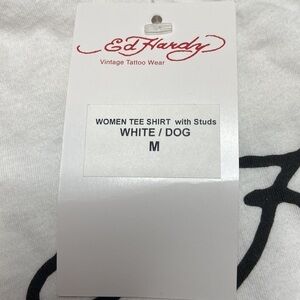 Ed Hardy
Vintage Tattoo Wear
WOMEN TEE SHIRT with Studs
WHITE / DOG
M